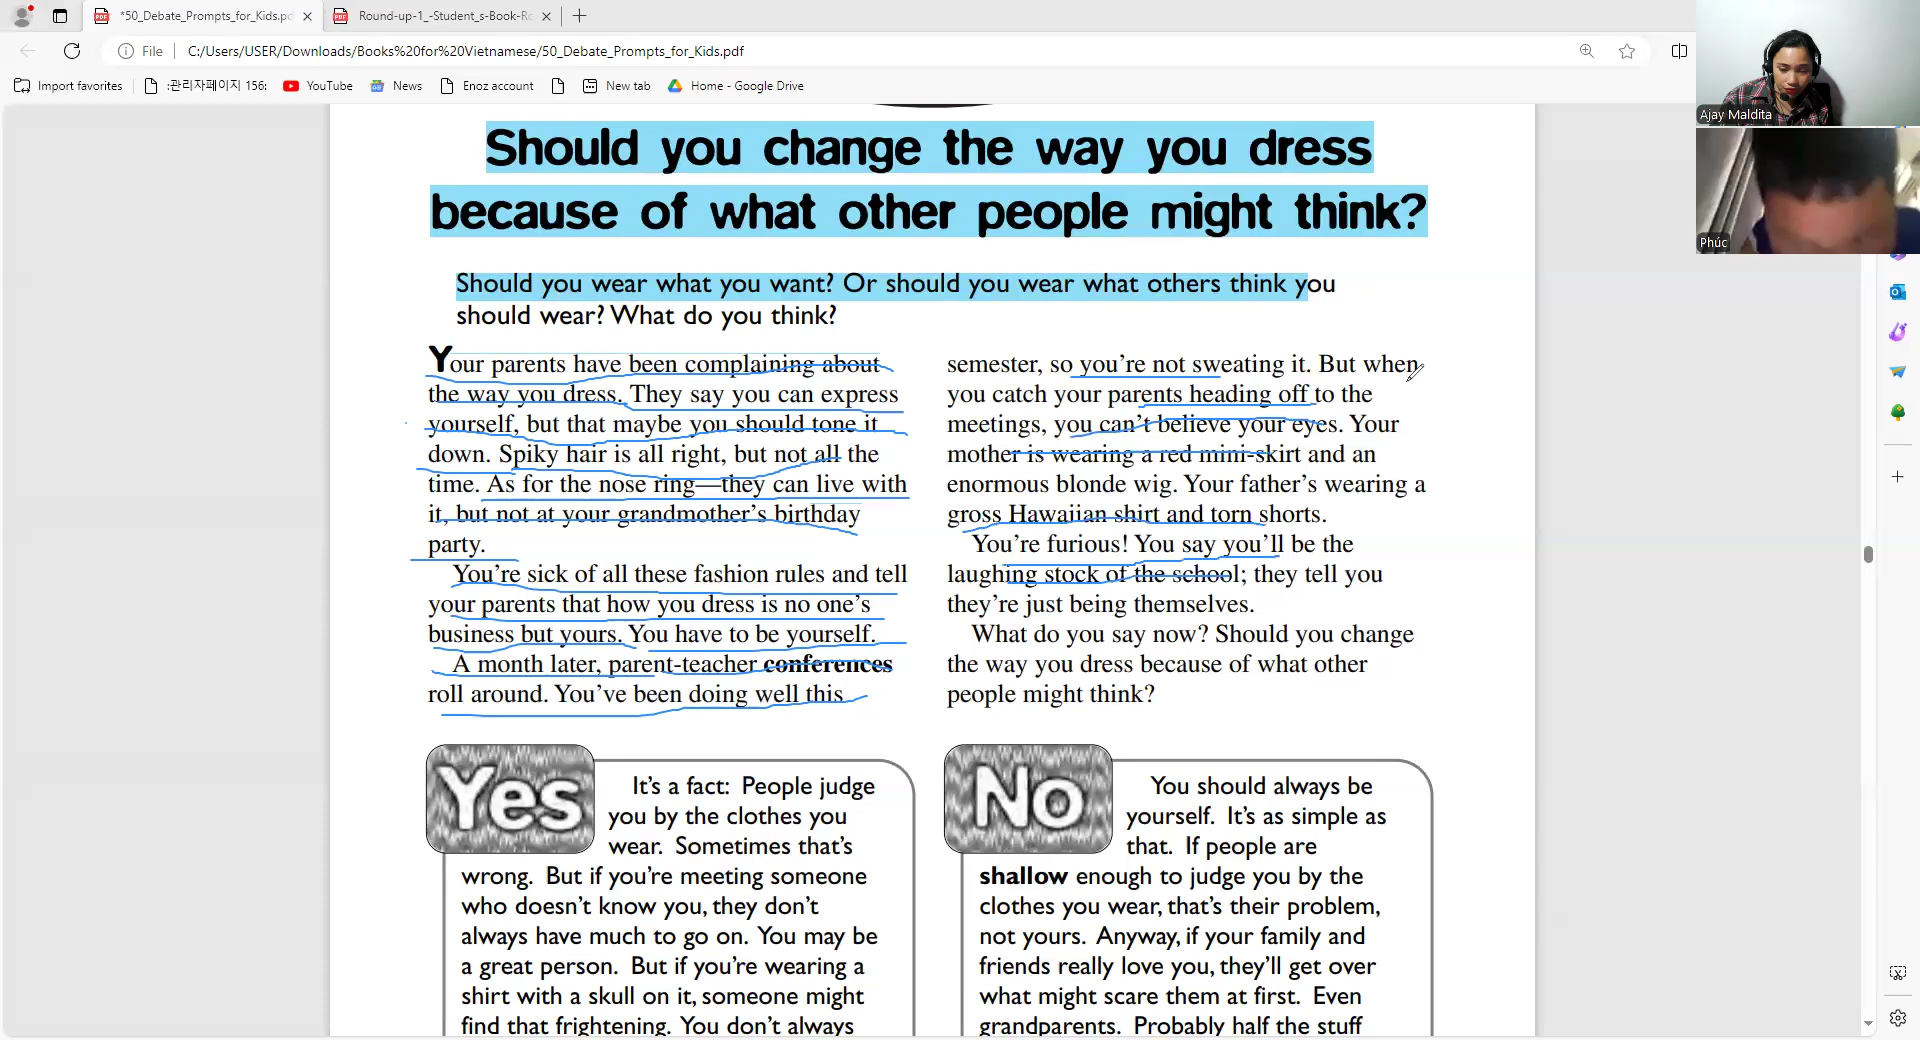 *50_Debate_Prompts_for_Kids.pd
Round-up-1_-Student_s-Book-Ro
File
C:/Users/USER/Downloads/Books%20for%20Vietnamese/50_Debate_Prompts_for_Kids.pdf
Import favorites
:관리자페이지 156:
YouTube
News
Enoz account
New tab
Home - Google Drive
Ajay Maldita
Phúc
Should you change the way you dress
because of what other people might think?
Should you wear what you want? Or should you wear what others think you
should wear? What do you think?
Your parents have been complaining about
the way you dress. They say you can express
yourself, but that maybe you should tone it
down. Spiky hair is all right, but not all the
time. As for the nose ring—they can live with
it, but not at your grandmother's birthday
party.
You're sick of all these fashion rules and tell
your parents that how you dress is no one's
business but yours. You have to be yourself.
A month later, parent-teacher conferences
roll around. You've been doing well this
semester, so you're not sweating it. But when
you catch your parents heading off to the
meetings, you can't believe your eyes. Your
mother is wearing a red mini-skirt and an
enormous blonde wig. Your father's wearing a
gross Hawaiian shirt and torn shorts.
You're furious! You say you'll be the
laughing stock of the school; they tell you
they're just being themselves.
What do you say now? Should you change
the way you dress because of what other
people might think?
Yes
It's a fact: People judge
you by the clothes you
wear. Sometimes that's
wrong. But if you're meeting someone
who doesn't know you, they don't
always have much to go on. You may be
a great person. But if you're wearing a
shirt with a skull on it, someone might
find that frightening. You don't always
No
You should always be
yourself. It's as simple as
that. If people are
shallow enough to judge you by the
clothes you wear, that's their problem,
not yours. Anyway, if your family and
friends really love you, they'll get over
what might scare them at first. Even
grandparents. Probably half the stuff